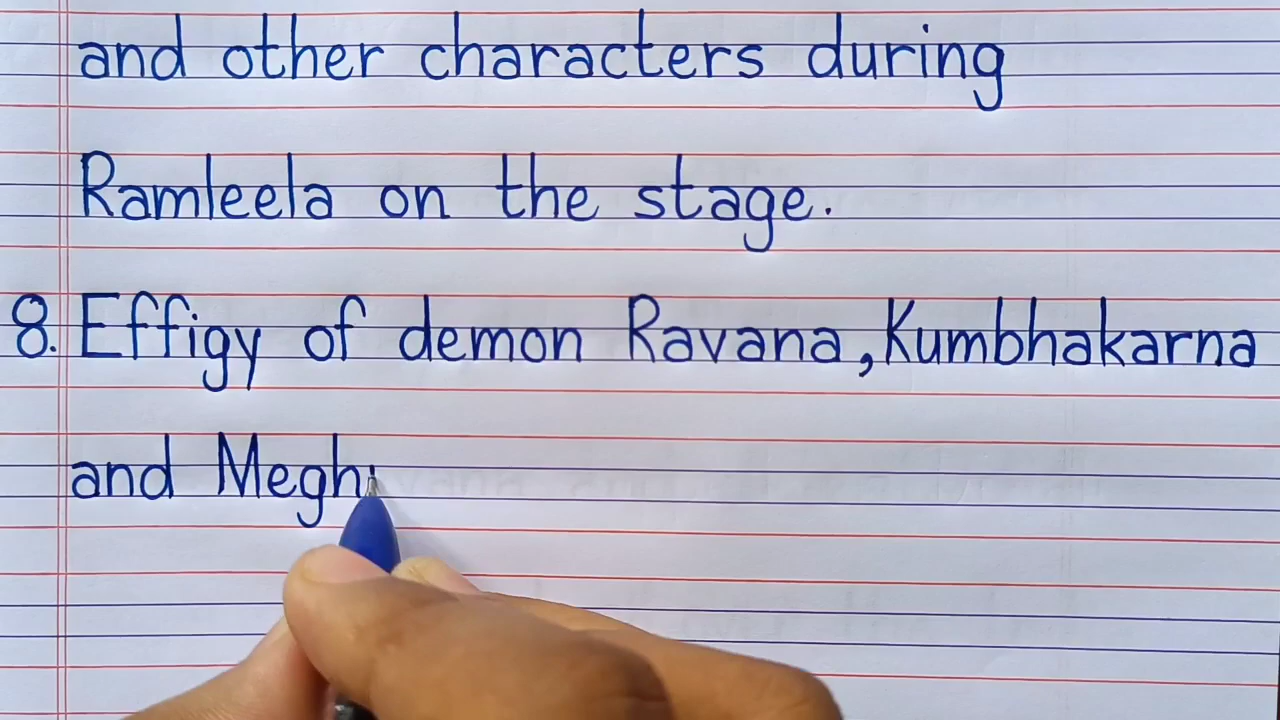 and other characters during
Ramleela on the stage.
8. Effigy of demon Ravana, Kumbhakarna
and Megh